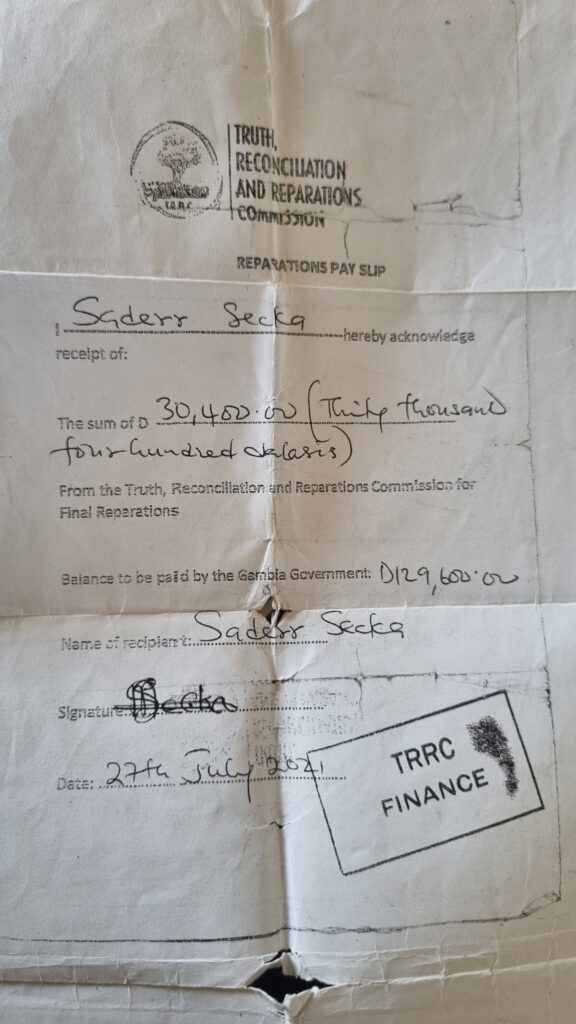 TRUTH,
RECONCILIATION
AND REPARATIONS
COMMISSION
T.R.R.C
REPARATIONS PAY SLIP
I Saderr Secka hereby acknowledge
receipt of:
The sum of D 30,400.00 (Thirty thousand
four hundred dalasis)
From the Truth, Reconciliation and Reparations Commission for
Final Reparations
Balance to be paid by the Gambia Government: D129,600.00
Name of recipient: Saderr Secka
Signature: Secka
Date: 27th July 2021
TRRC
FINANCE